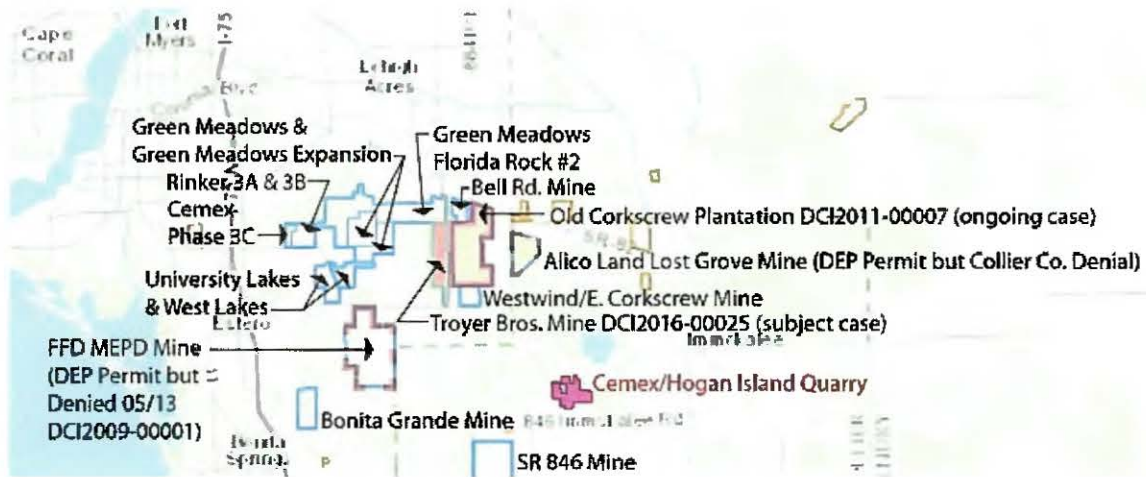 Cape
Coral
Fort
Myers
I-75
Lehigh
Acres
Green Meadows &
Green Meadows Expansion
Rinker 3A & 3B
Cemex
Phase 3C
Green Meadows
Florida Rock #2
Bell Rd. Mine
Old Corkscrew Plantation DCI2011-00007 (ongoing case)
Alico Land Lost Grove Mine (DEP Permit but Collier Co. Denial)
University Lakes
& West Lakes
Estero
Westwind/E. Corkscrew Mine
Troyer Bros. Mine DCI2016-00025 (subject case)
Immokalee
FFD MEPD Mine
(DEP Permit but
Denied 05/13
DCI2009-00001)
Cemex/Hogan Island Quarry
Bonita Grande Mine
846 Immokalee Rd
Bonita
Springs
SR 846 Mine